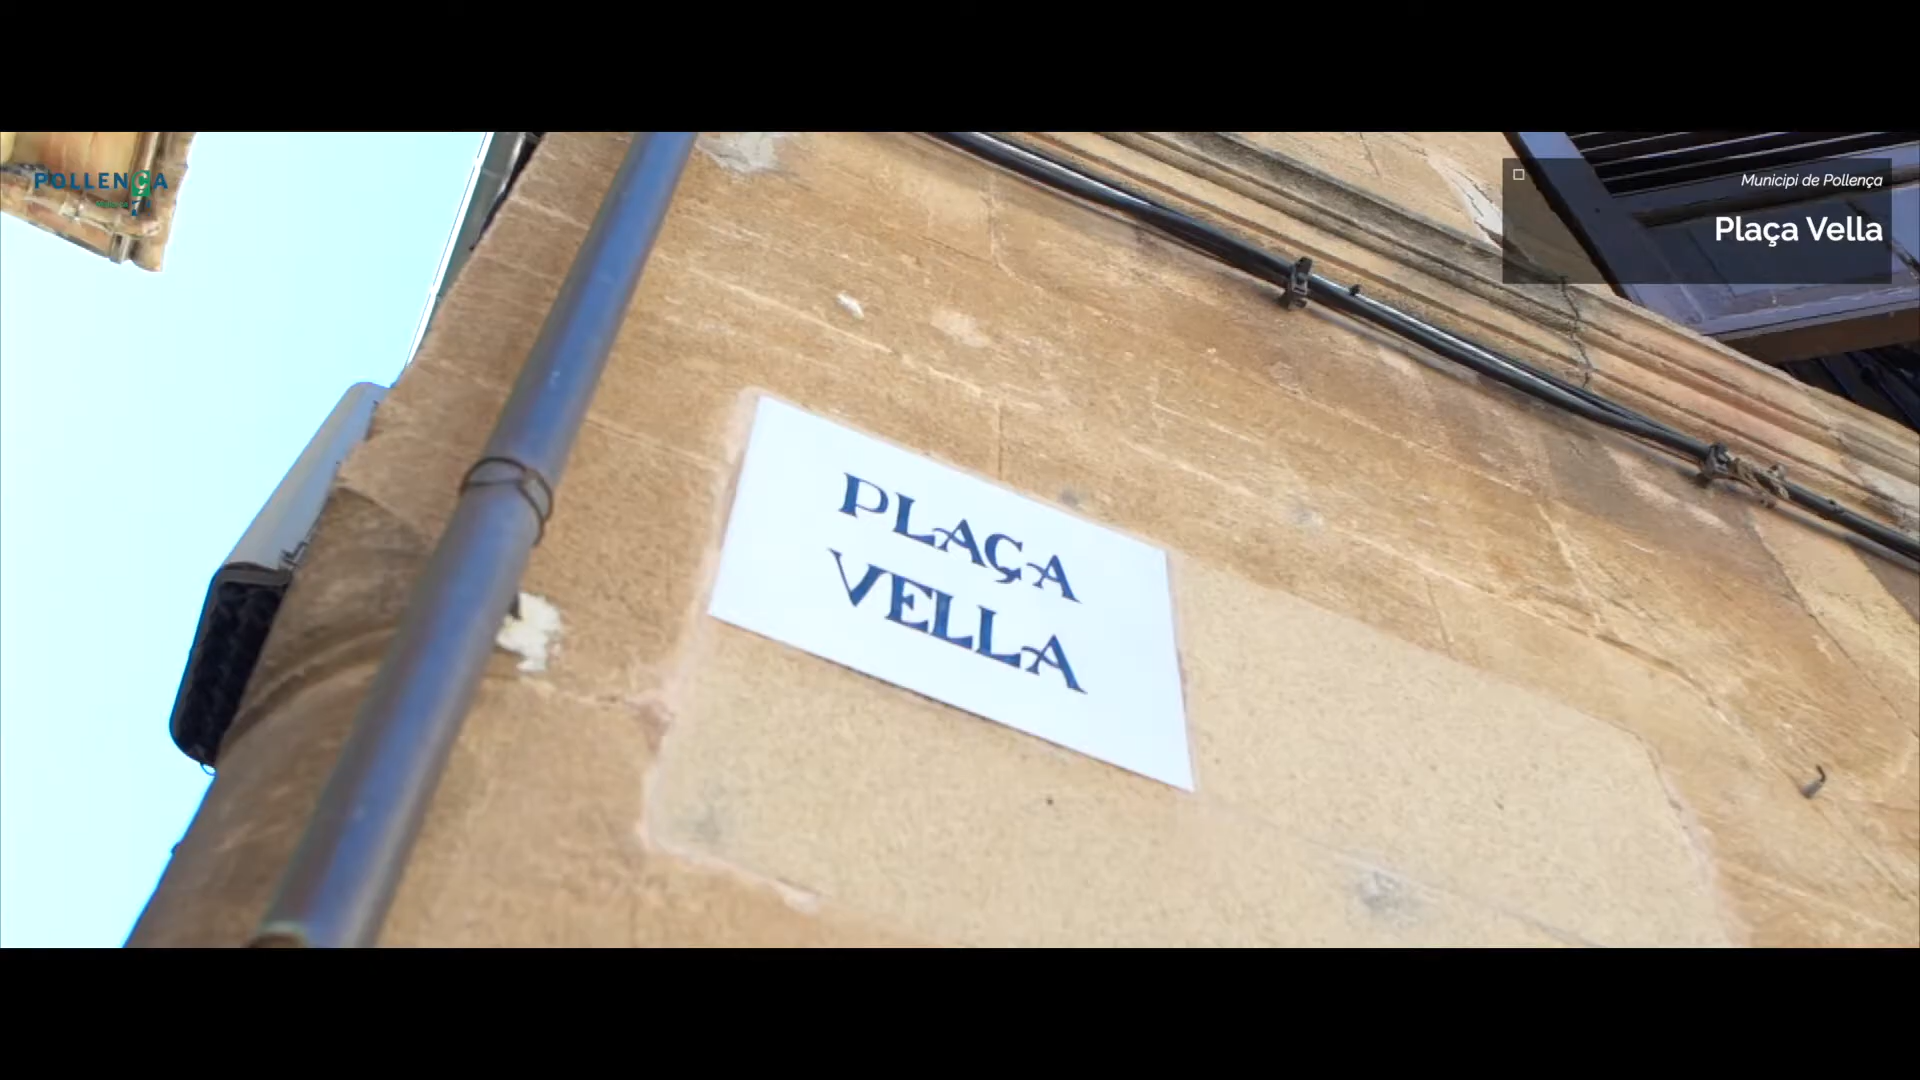 POLLENÇA
Municipi de Pollença
Plaça Vella
PLAÇA
VELLA